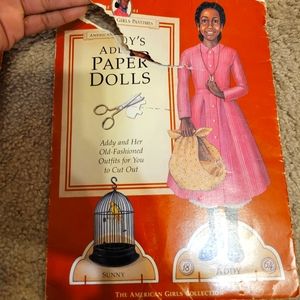 GIRLS PASTIMES
AMERICAN
DY'S
PAPER
DOLLS
Addy and Her
Old-Fashioned
Outfits for You
to Cut Out
SUNNY
ADDY
THE AMERICAN GIRLS COLLECTION